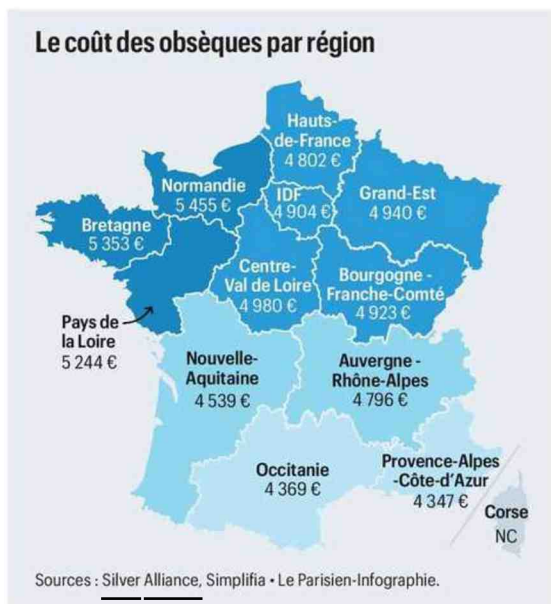 Le coût des obsèques par région
Hauts-
de-France
4 802 €
Normandie
5 455 €
IDF
4 904 €
Grand-Est
4 940 €
Bretagne
5 353 €
Centre-
Val de Loire
4 980 €
Bourgogne -
Franche-Comté
4 923 €
Pays de
la Loire
5 244 €
Nouvelle-
Aquitaine
4 539 €
Auvergne -
Rhône-Alpes
4 796 €
Occitanie
4 369 €
Provence-Alpes
-Côte-d'Azur
4 347 €
Corse
NC
Sources : Silver Alliance, Simplifia • Le Parisien-Infographie.